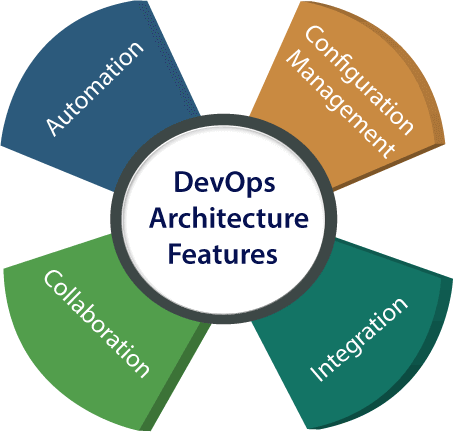 Automation
Configuration
Management
DevOps
Architecture
Features
Collaboration
Integration